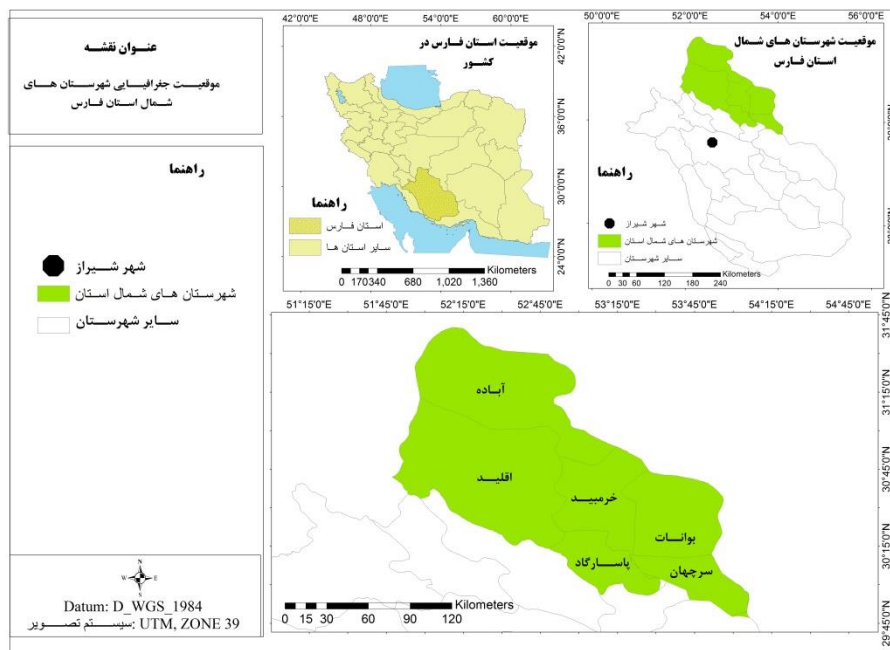 عنوان نقشه
موقعیت جغرافیایی شهرستان های
شمال استان فارس
راهنما
شهر شیراز
شهرستان های شمال استان
سایر شهرستان
N
W E
S
Datum: D_WGS_1984
سیستم تصویر: UTM, ZONE 39
42°0'0"E 48°0'0"E 54°0'0"E 60°0'0"E
موقعیت استان فارس در
کشور
42°0'0"N
36°0'0"N
30°0'0"N
24°0'0"N
راهنما
استان فارس
سایر استان ها
Kilometers
0 170 340 680 1,020 1,360
50°0'0"E 52°0'0"E 54°0'0"E 56°0'0"E
موقعیت شهرستان های شمال
استان فارس
راهنما
شهر شیراز
شهرستان های شمال استان
سایر شهرستان
Kilometers
0 30 60 120 180 240
51°15'0"E 51°45'0"E 52°15'0"E 52°45'0"E 53°15'0"E 53°45'0"E 54°15'0"E 54°45'0"E
31°45'0"N
31°15'0"N
30°45'0"N
30°15'0"N
29°45'0"N
آباده
اقلید
خرمبید
بوانات
پاسارگاد
سرچهان
Kilometers
0 15 30 60 90 120